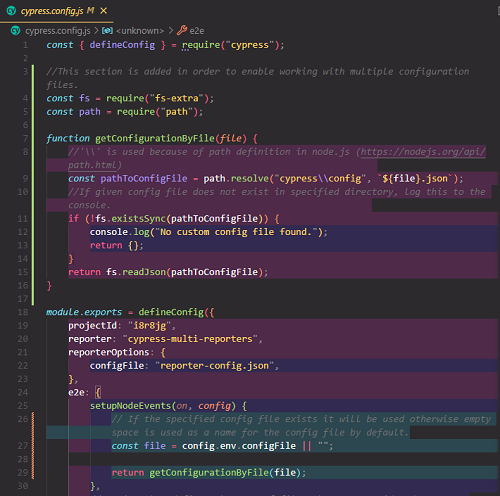 cypress.config.js M ×
cypress.config.js > <unknown> > e2e
1 const { defineConfig } = require("cypress");
2
3 //This section is added in order to enable working with multiple configuration
files.
4 const fs = require("fs-extra");
5 const path = require("path");
6
7 function getConfigurationByFile(file) {
8 //'\\' is used because of path definition in node.js (https://nodejs.org/api/
path.html)
9 const pathToConfigFile = path.resolve("cypress\\config", `${file}.json`);
10 //If given config file does not exist in specified directory, log this to the
console.
11 if (!fs.existsSync(pathToConfigFile)) {
12 console.log("No custom config file found.");
13 return {};
14 }
15 return fs.readJson(pathToConfigFile);
16 }
17
18 module.exports = defineConfig({
19 projectId: "i8r8jg",
20 reporter: "cypress-multi-reporters",
21 reporterOptions: {
22 configFile: "reporter-config.json",
23 },
24 e2e: {
25 setupNodeEvents(on, config) {
26 // If the specified config file exists it will be used otherwise empty
space is used as a name for the config file by default.
27 const file = config.env.configFile || "";
28
29 return getConfigurationByFile(file);
30 },